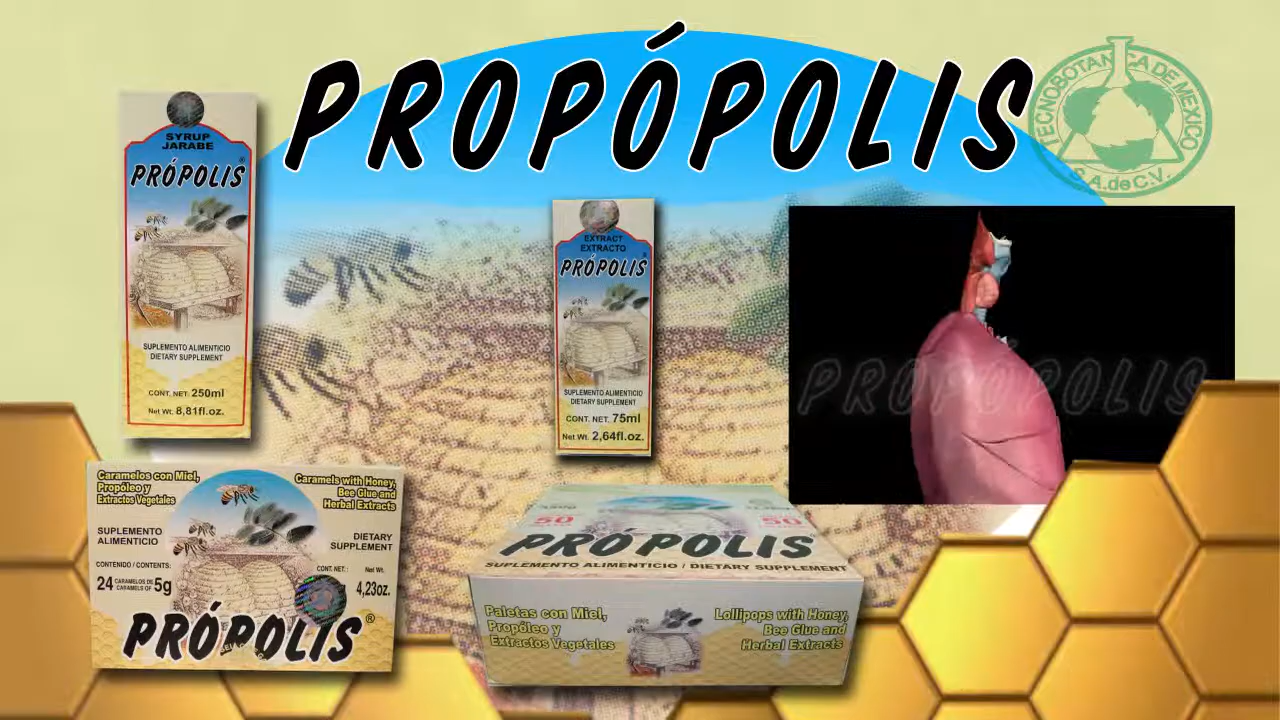 PROPÓPOLIS
TECNOBOTANICA DE MEXICO
S.A. de C.V.
SYRUP
JARABE
PRÓPOLIS®
SUPLEMENTO ALIMENTICIO
DIETARY SUPPLEMENT
CONT. NET. 250ml
Net Wt. 8,81fl.oz.
EXTRACT
EXTRACTO
PRÓPOLIS
SUPLEMENTO ALIMENTICIO
DIETARY SUPPLEMENT
CONT. NET. 75ml
Net Wt. 2,64fl.oz.
PROPÓPOLIS
Caramelos con Miel,
Propóleo y
Extractos Vegetales
Caramels with Honey,
Bee Glue and
Herbal Extracts
SUPLEMENTO
ALIMENTICIO
DIETARY
SUPPLEMENT
CONTENIDO / CONTENTS:
24 CARAMELOS DE 5g
CARAMELS OF
CONT. NET.: Net Wt.
4,23oz.
PRÓPOLIS®
50 50
PRÓPOLIS
SUPLEMENTO ALIMENTICIO / DIETARY SUPPLEMENT
Paletas con Miel,
Propóleo y
Extractos Vegetales
Lollipops with Honey,
Bee Glue and
Herbal Extracts